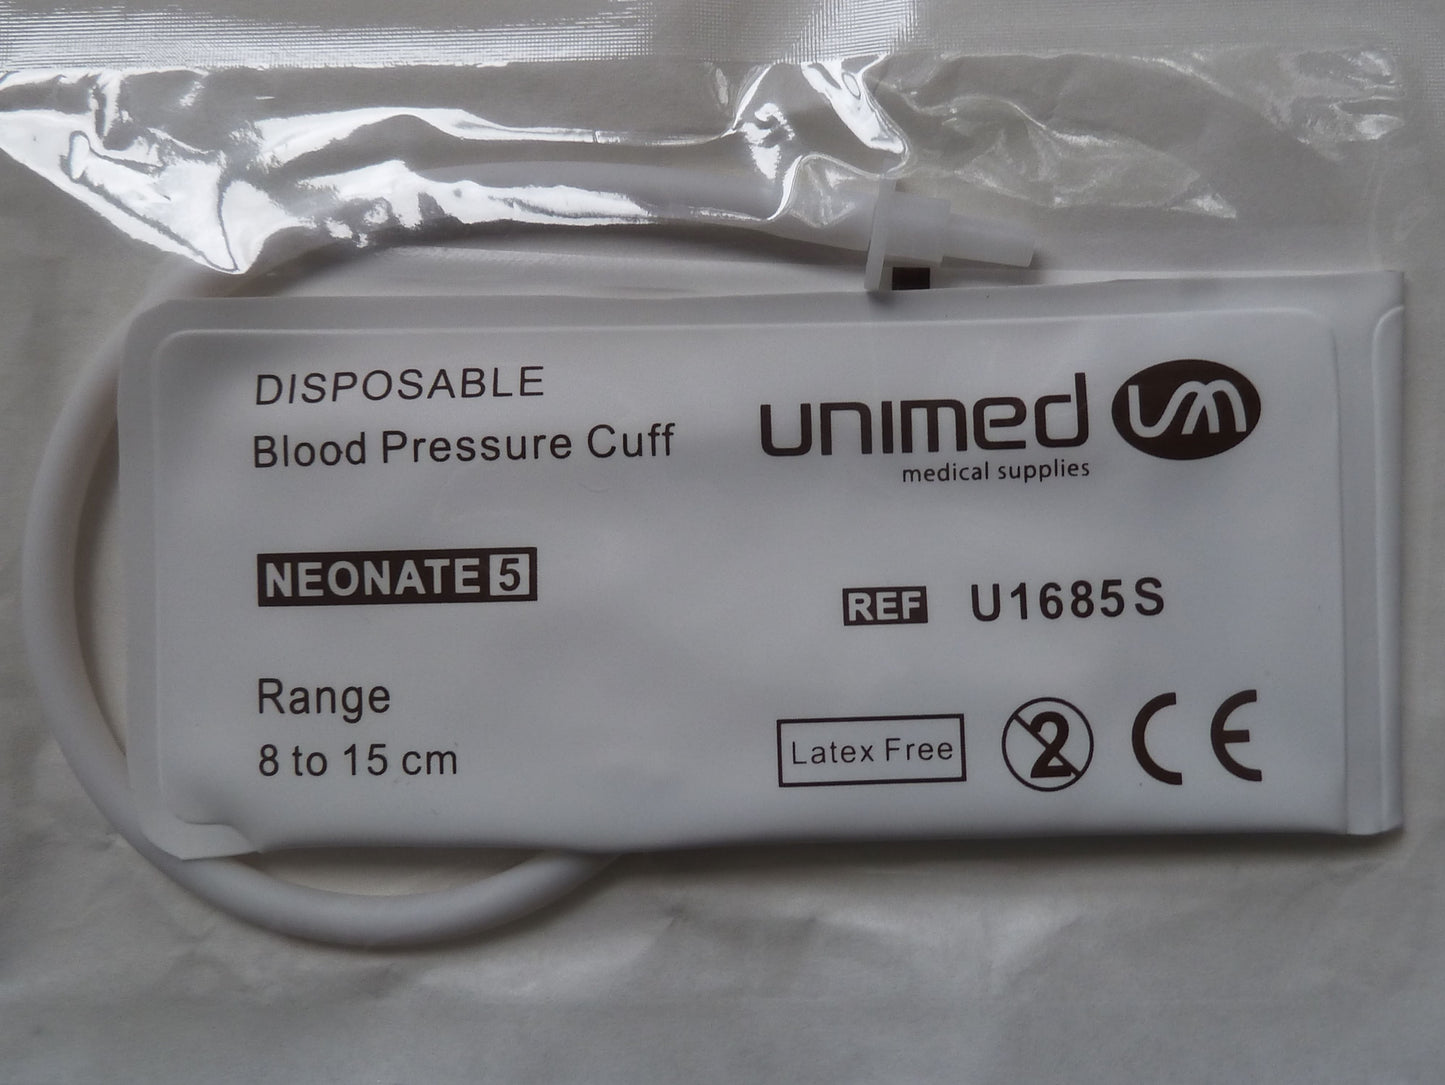 DISPOSABLE
Blood Pressure Cuff
unimed um
medical supplies
NEONATE 5
REF U1685S
Range
8 to 15 cm
Latex Free
2
CE